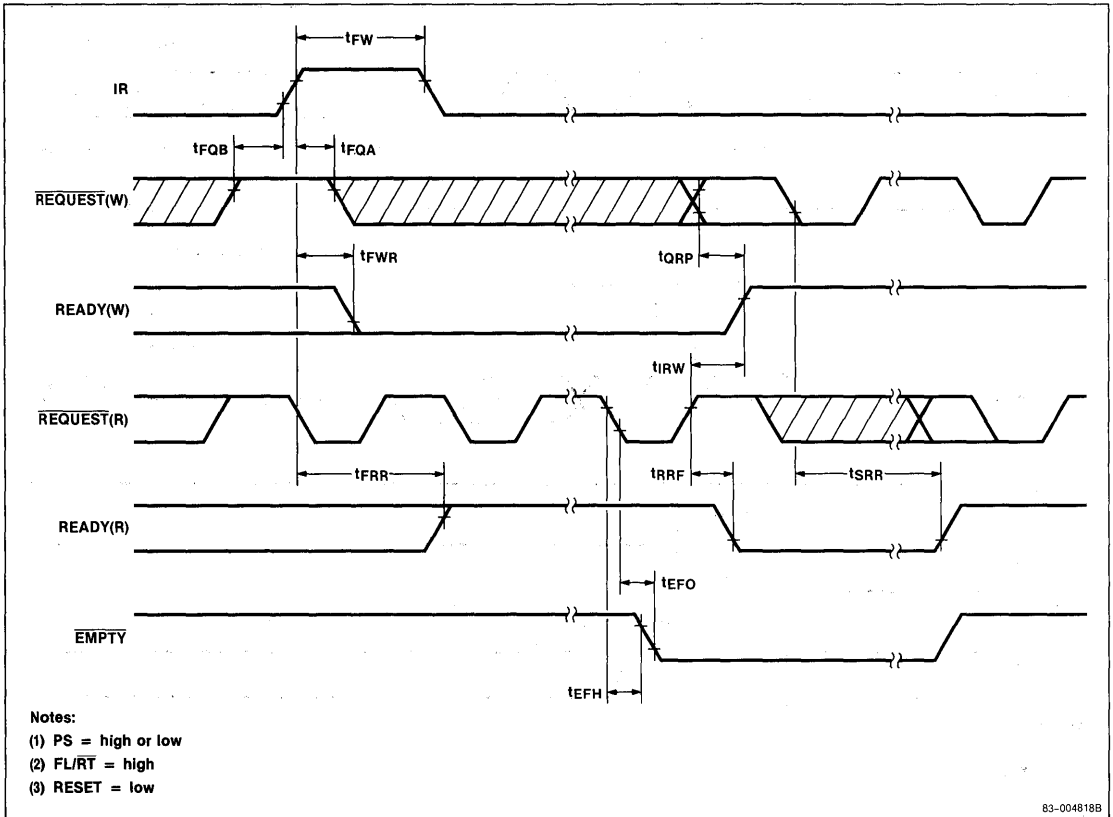 tFW
IR
tFQB
tFQA
REQUEST(W)
tFWR
tQRP
READY(W)
tIRW
REQUEST(R)
tFRR
tRRF
tSRR
READY(R)
tEFO
EMPTY
tEFH
Notes:
(1) PS = high or low
(2) FL/RT = high
(3) RESET = low
83-004818B